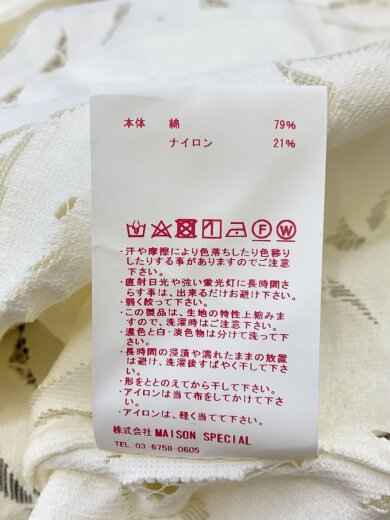 本体 綿 79%
ナイロン 21%
・汗や摩擦により色落ちしたり色移り
したりする事がありますのでご注意
下さい。
・直射日光や強い蛍光灯に長時間さ
らす事は、出来るだけお避け下さい。
・弱く絞って下さい。
・この製品は、生地の特性上縮みま
すので、洗濯時はご注意下さい。
・濃色と白・淡色物は分けて洗って下
さい。
・長時間の浸漬や濡れたままの放置
は避け、洗濯後すばやく干して下さ
い。
・形をととのえてから干して下さい。
・アイロンは当て布をしてかけて下さ
い。
・アイロンは、軽く当てて下さい。
株式会社 MAISON SPECIAL
TEL 03-6758-0605